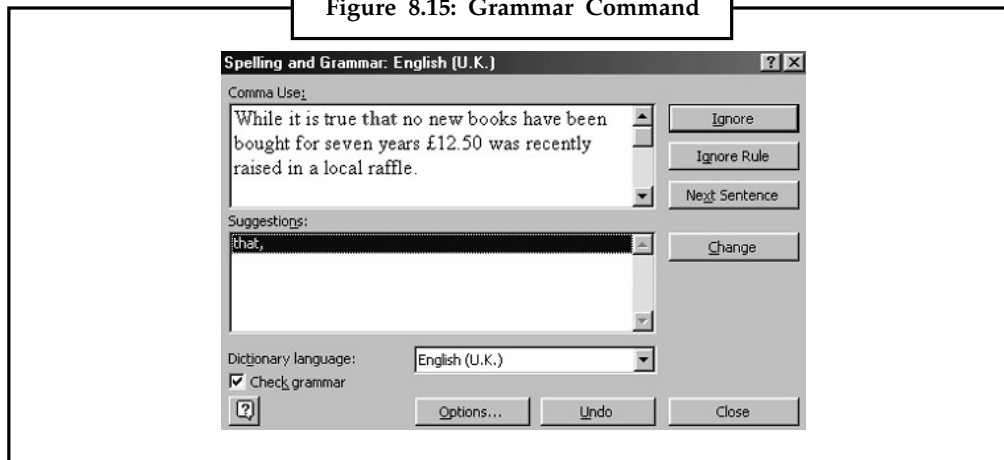 Figure 8.15: Grammar Command
Spelling and Grammar: English (U.K.)
Comma Use:
While it is true that no new books have been
bought for seven years £12.50 was recently
raised in a local raffle.
Ignore
Ignore Rule
Next Sentence
Suggestions:
that,
Change
Dictionary language:
English (U.K.)
Check grammar
Options...
Undo
Close